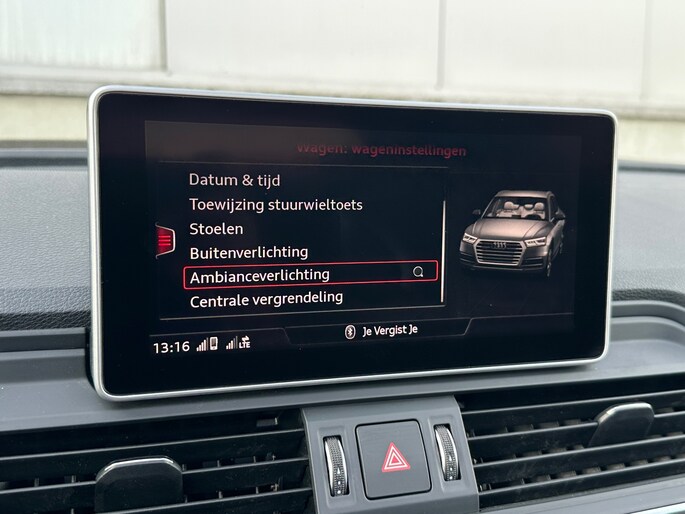 Wagen: wageninstellingen
Datum & tijd
Toewijzing stuurwieltoets
Stoelen
Buitenverlichting
Ambianceverlichting
Centrale vergrendeling
Je Vergist Je
13:16 LTE